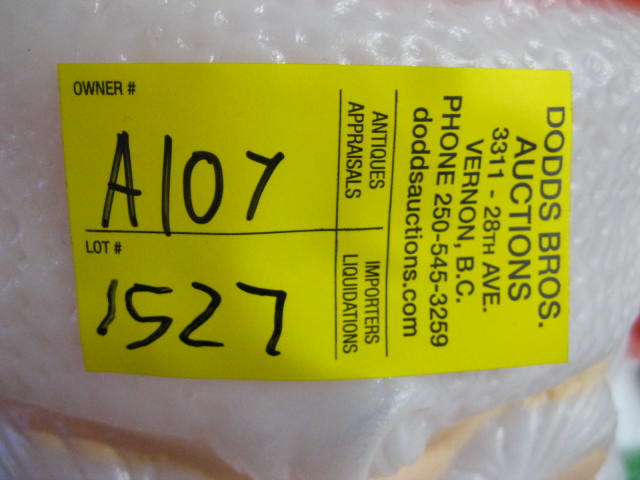 OWNER #
A107
LOT #
1527
ANTIQUES
APPRAISALS
IMPORTERS
LIQUIDATIONS
DODDS BROS.
AUCTIONS
3311 - 28TH AVE.
VERNON, B.C.
PHONE 250-545-3259
doddsauctions.com